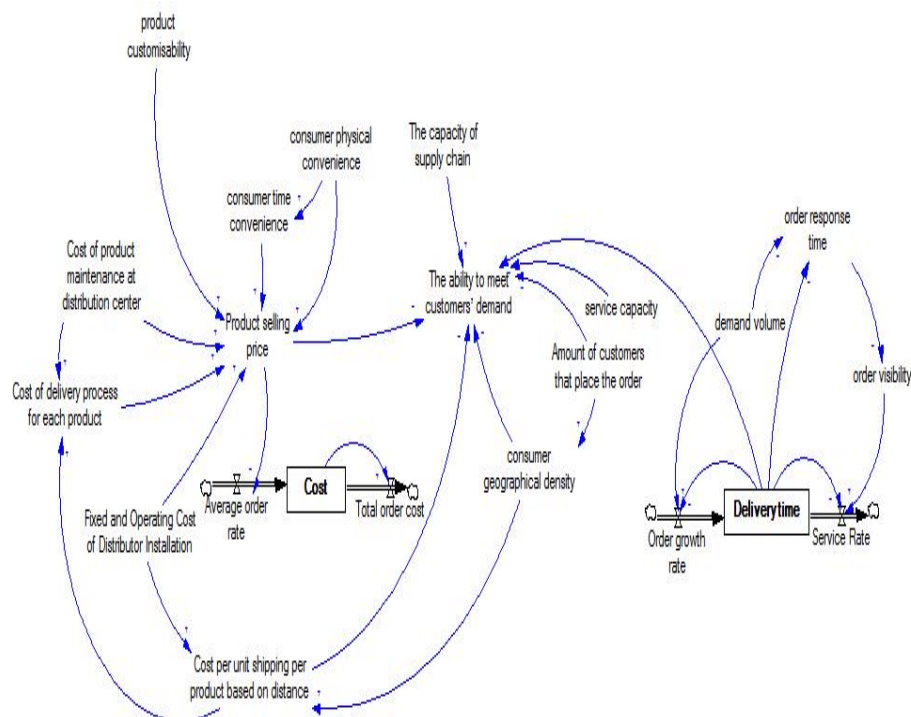 product
customisability
consumer physical
convenience
The capacity of
supply chain
consumer time
convenience
order response
time
Cost of product
maintenance at
distribution center
The ability to meet
customers' demand
service capacity
Product selling
price
demand volume
Amount of customers
that place the order
order visibility
Cost of delivery process
for each product
consumer
geographical density
Cost
Average order
rate
Total order cost
Delivery time
Order growth
rate
Service Rate
Fixed and Operating Cost
of Distributor Installation
Cost per unit shipping per
product based on distance